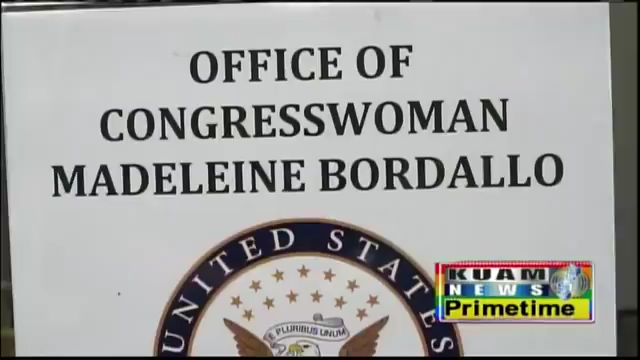 OFFICE OF
CONGRESSWOMAN
MADELEINE BORDALLO
UNITED STATES
E PLURIBUS UNUM
KUAM
NEWS
Primetime